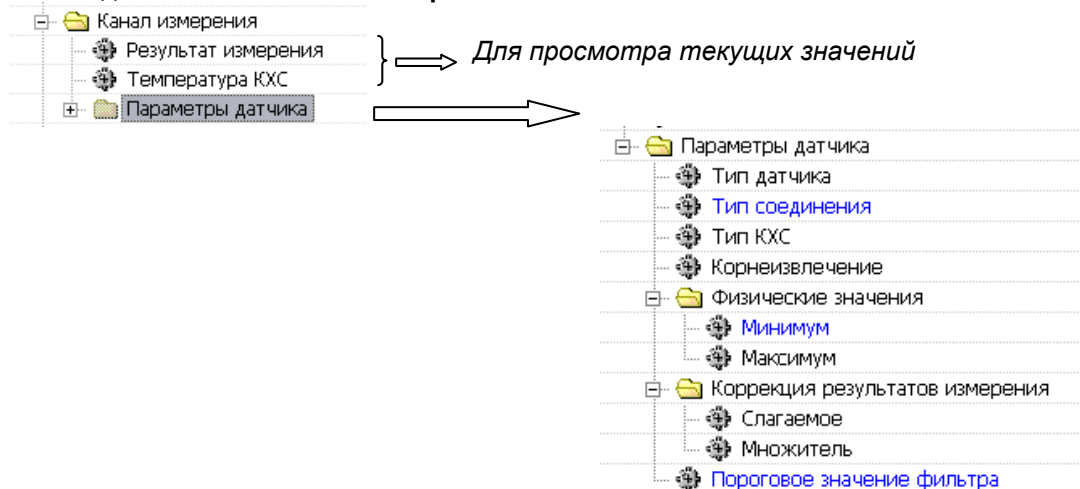 Канал измерения
Результат измерения
Температура КХС
Для просмотра текущих значений
Параметры датчика
Параметры датчика
Тип датчика
Тип соединения
Тип КХС
Корнеизвлечение
Физические значения
Минимум
Максимум
Коррекция результатов измерения
Слагаемое
Множитель
Пороговое значение фильтра